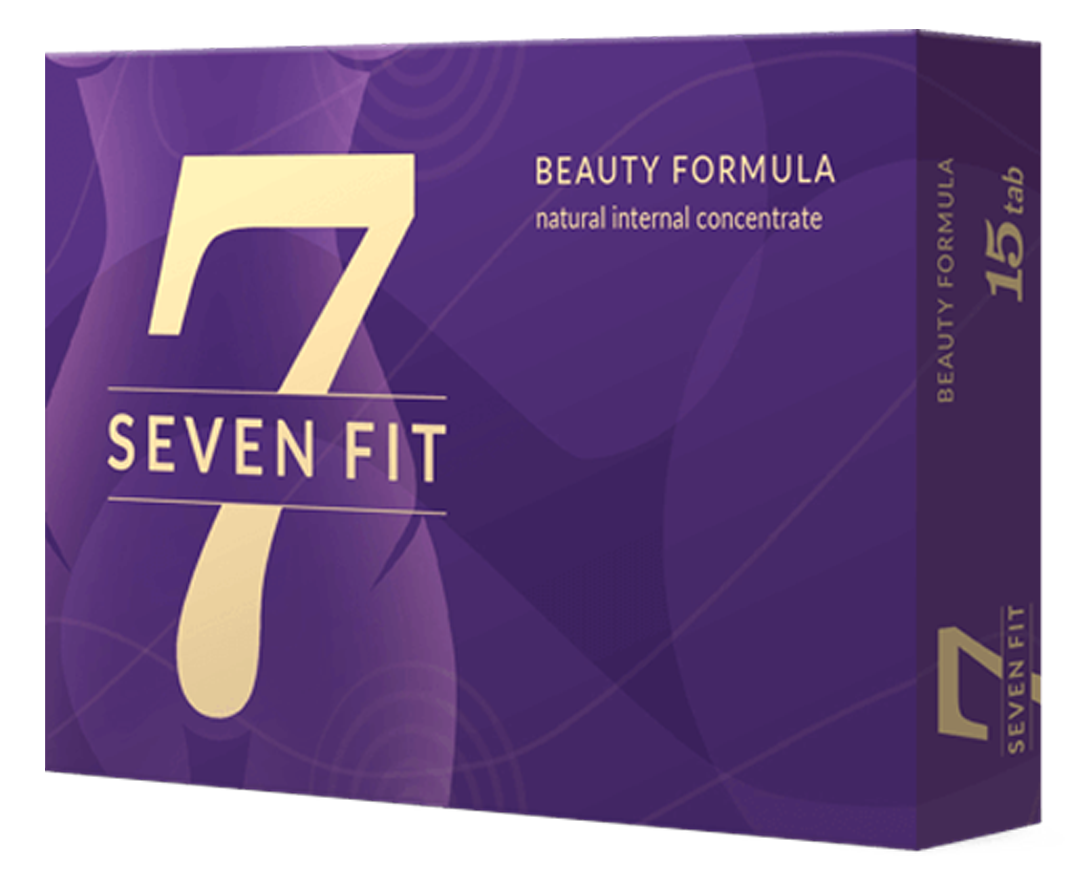 7
SEVEN FIT
BEAUTY FORMULA
natural internal concentrate
BEAUTY FORMULA
15 tab
7
SEVEN FIT